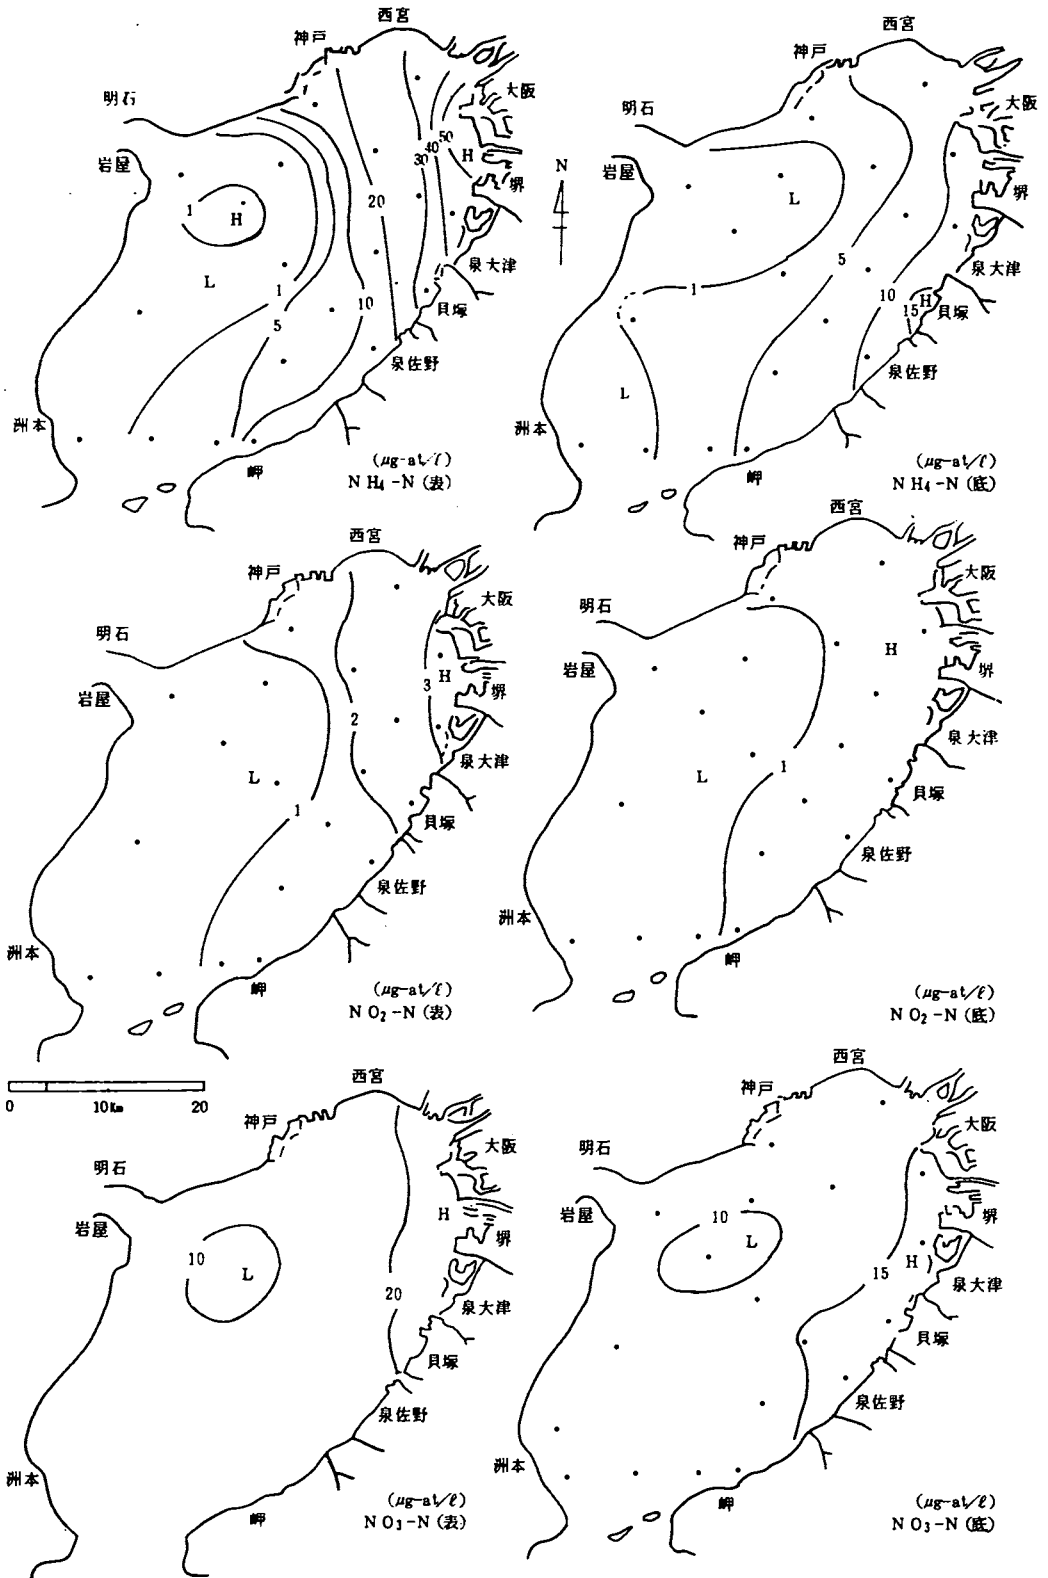 西宮
神戸
明石
大阪
岩屋
堺
1
H
L
1
5
10
20
30
40
50
H
泉大津
貝塚
泉佐野
洲本
岬
(μg-at/ℓ)
NH₄-N (表)
N
西宮
神戸
明石
大阪
岩屋
堺
L
1
5
10
15
H
泉大津
貝塚
泉佐野
L
洲本
岬
(μg-at/ℓ)
NH₄-N (底)
西宮
神戸
明石
大阪
岩屋
堺
L
1
2
3
H
泉大津
貝塚
泉佐野
洲本
岬
(μg-at/ℓ)
NO₂-N (表)
西宮
神戸
明石
大阪
岩屋
堺
H
L
1
泉大津
貝塚
泉佐野
洲本
岬
(μg-at/ℓ)
NO₂-N (底)
0 10Km 20
西宮
神戸
明石
大阪
岩屋
堺
10
L
20
H
泉大津
貝塚
泉佐野
洲本
岬
(μg-at/ℓ)
NO₃-N (表)
西宮
神戸
明石
大阪
岩屋
堺
10
L
15
H
泉大津
貝塚
泉佐野
洲本
岬
(μg-at/ℓ)
NO₃-N (底)